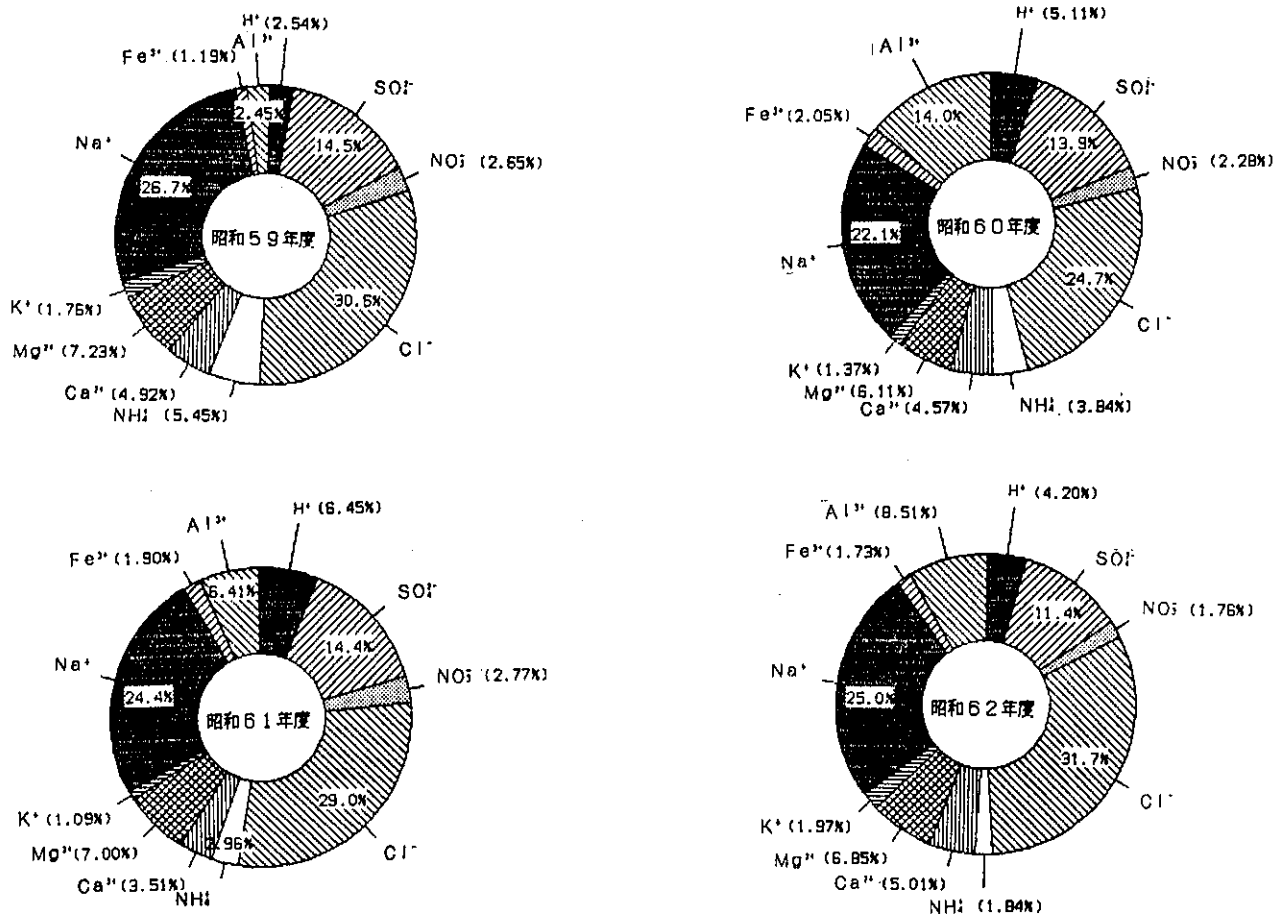 H⁺ (2.54%)
Al³⁺
Fe³⁺ (1.19%)
2.45%
SO₄²⁻
14.5%
NO₃⁻ (2.65%)
Na⁺
26.7%
昭和59年度
30.6%
Cl⁻
K⁺ (1.76%)
Mg²⁺ (7.23%)
Ca²⁺ (4.92%)
NH₄⁺ (5.45%)
H⁺ (5.11%)
Al³⁺
14.0%
Fe³⁺ (2.05%)
SO₄²⁻
13.9%
NO₃⁻ (2.28%)
22.1%
Na⁺
昭和60年度
24.7%
Cl⁻
K⁺ (1.37%)
Mg²⁺ (6.11%)
Ca²⁺ (4.57%)
NH₄⁺ (3.84%)
H⁺ (6.45%)
Al³⁺
Fe³⁺ (1.90%)
6.41%
SO₄²⁻
14.4%
NO₃⁻ (2.77%)
Na⁺
24.4%
昭和61年度
29.0%
Cl⁻
K⁺ (1.09%)
Mg²⁺ (7.00%)
Ca²⁺ (3.51%)
2.96%
NH₄⁺
H⁺ (4.20%)
Al³⁺ (8.51%)
Fe³⁺ (1.73%)
SO₄²⁻
11.4%
NO₃⁻ (1.76%)
Na⁺
25.0%
昭和62年度
31.7%
Cl⁻
K⁺ (1.97%)
Mg²⁺ (6.85%)
Ca²⁺ (5.01%)
NH₄⁺ (1.84%)